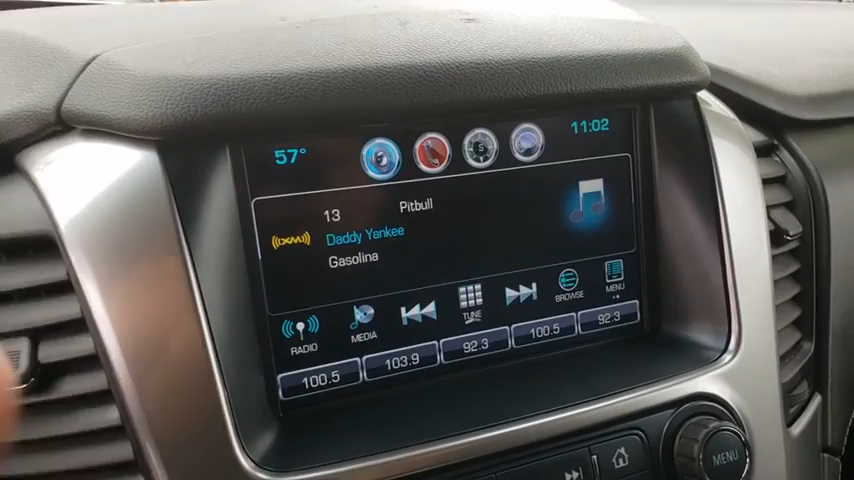 57°
S
11:02
13 Pitbull
((XM))
Daddy Yankee
Gasolina
RADIO
MEDIA
TUNE
BROWSE
MENU
100.5
103.9
92.3
100.5
92.3
MENU